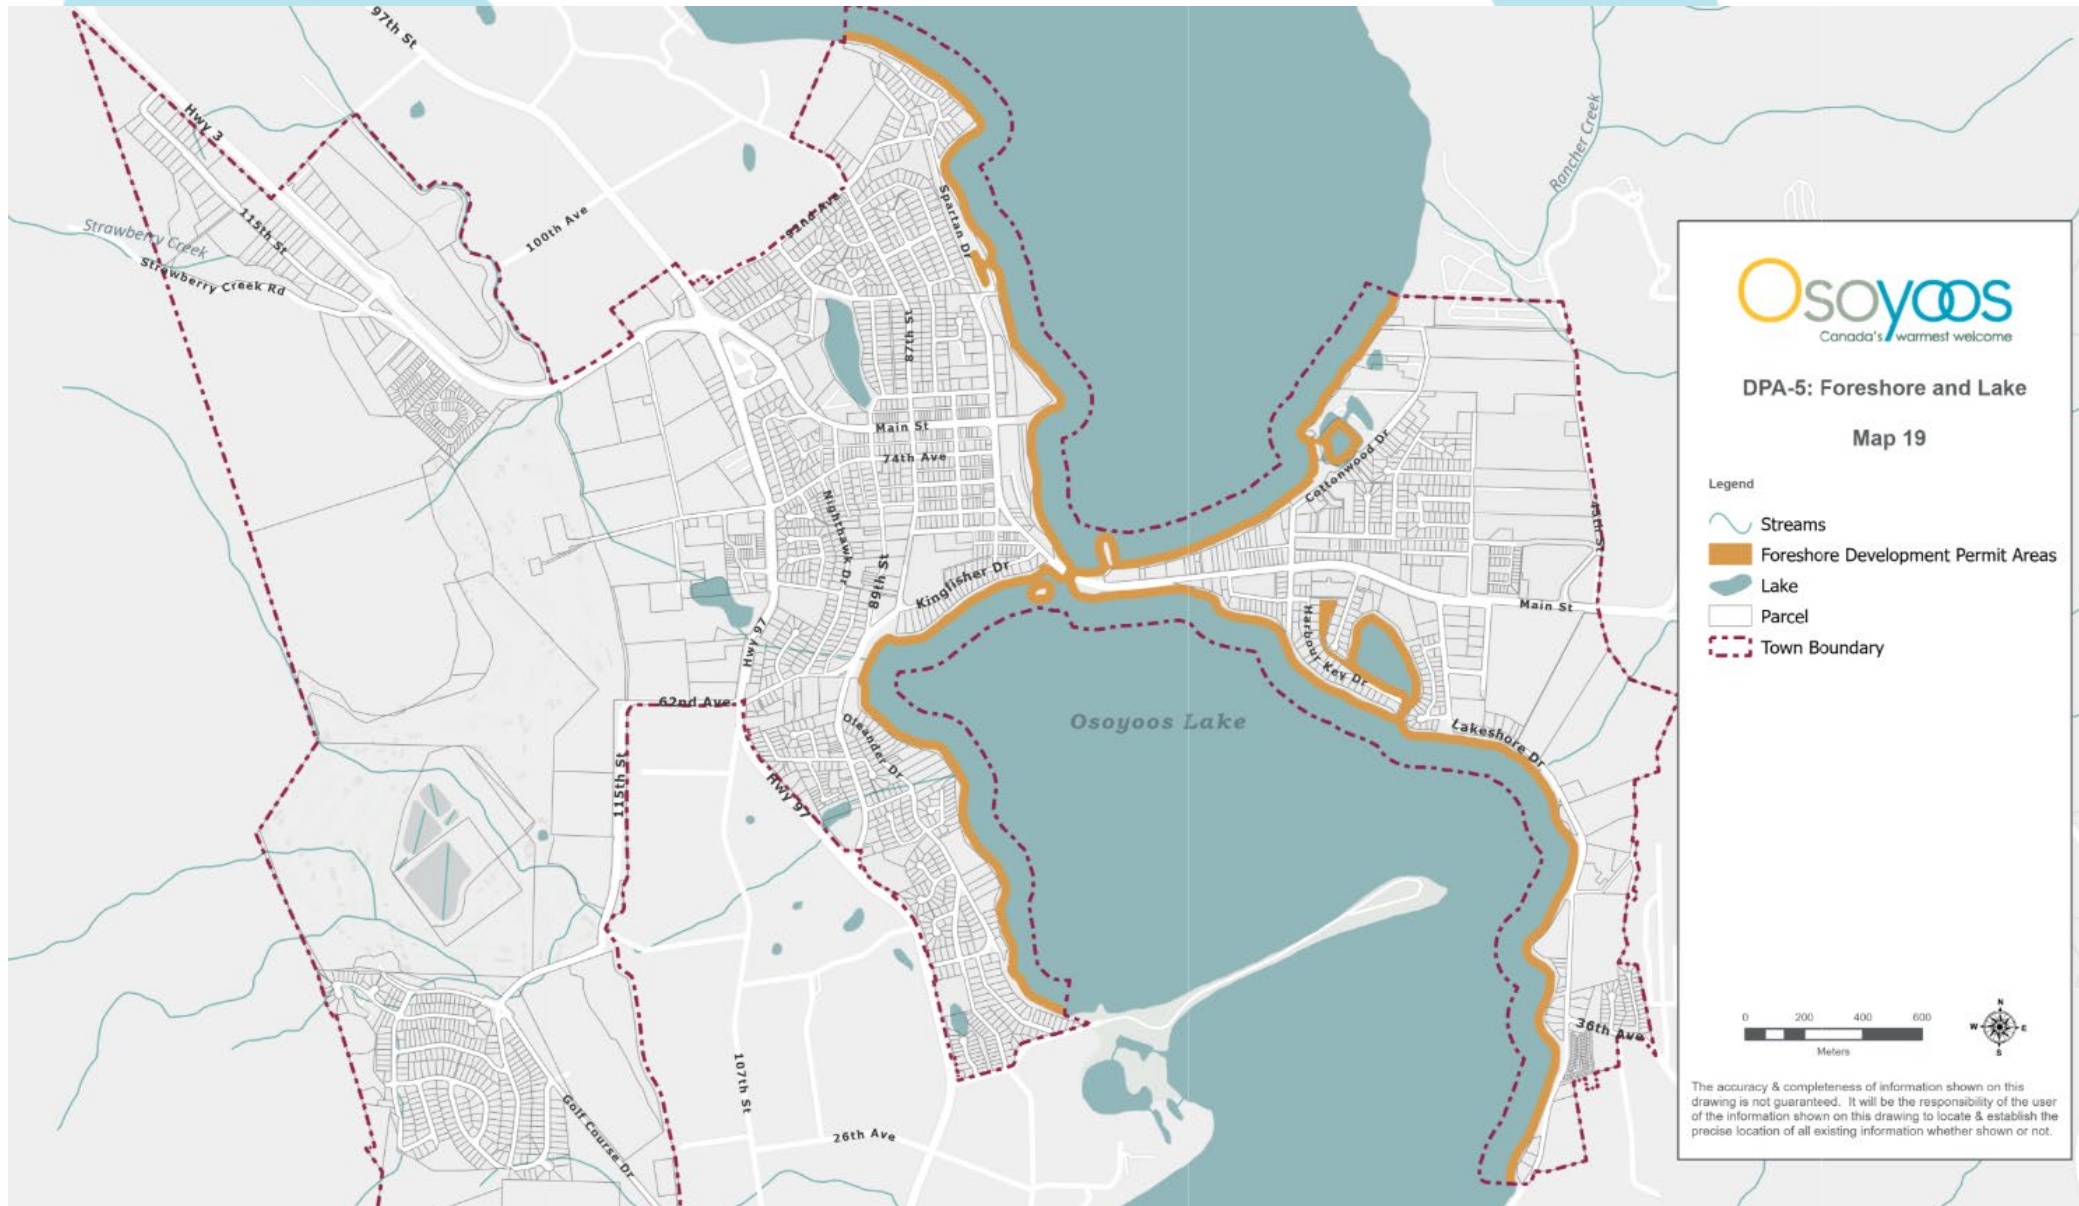 97th St
Hwy 3
Rancher Creek
Spartan Dr
92nd Ave
100th Ave
115th St
Strawberry Creek
Strawberry Creek Rd
87th St
Main St
74th Ave
Cottonwood Dr
Nighthawk Dr
45th St
89th St
Kingfisher Dr
Main St
Harbour Key Dr
Hwy 97
62nd Ave
Oleander Dr
Osoyoos Lake
Lakeshore Dr
115th St
Hwy 97
36th Ave
107th St
Golf Course Dr
26th Ave
Osoyoos
Canada's warmest welcome
DPA-5: Foreshore and Lake
Map 19
Legend
Streams
Foreshore Development Permit Areas
Lake
Parcel
Town Boundary
0 200 400 600
Meters
N
W E
S
The accuracy & completeness of information shown on this
drawing is not guaranteed. It will be the responsibility of the user
of the information shown on this drawing to locate & establish the
precise location of all existing information whether shown or not.